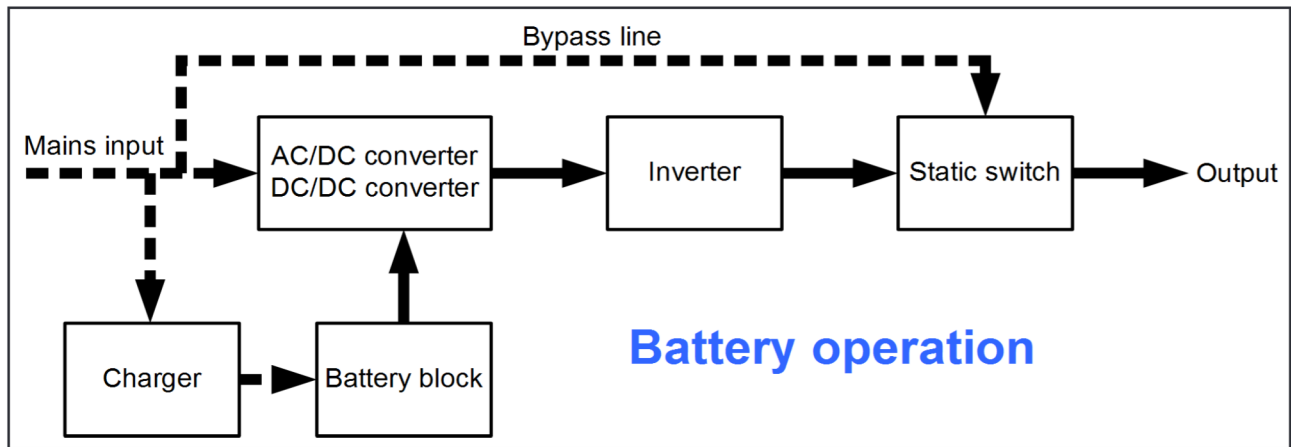 Bypass line
Mains input
AC/DC converter
DC/DC converter
Inverter
Static switch
Output
Charger
Battery block
Battery operation